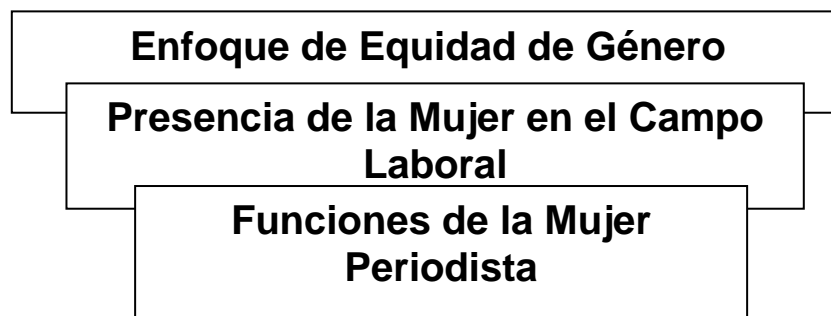 Enfoque de Equidad de Género
Presencia de la Mujer en el Campo
Laboral
Funciones de la Mujer
Periodista